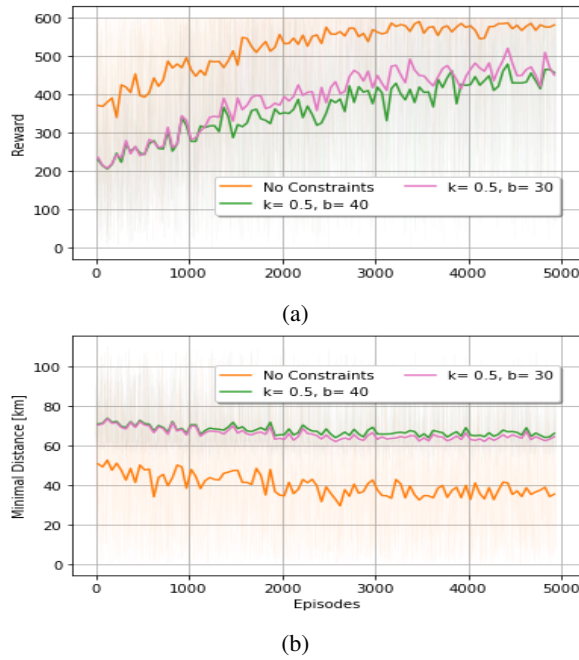 600
500
400
300
200
100
0
Reward
No Constraints
k= 0.5, b= 40
k= 0.5, b= 30
0 1000 2000 3000 4000 5000
(a)
100
80
60
40
20
0
Minimal Distance [km]
No Constraints
k= 0.5, b= 40
k= 0.5, b= 30
0 1000 2000 3000 4000 5000
Episodes
(b)